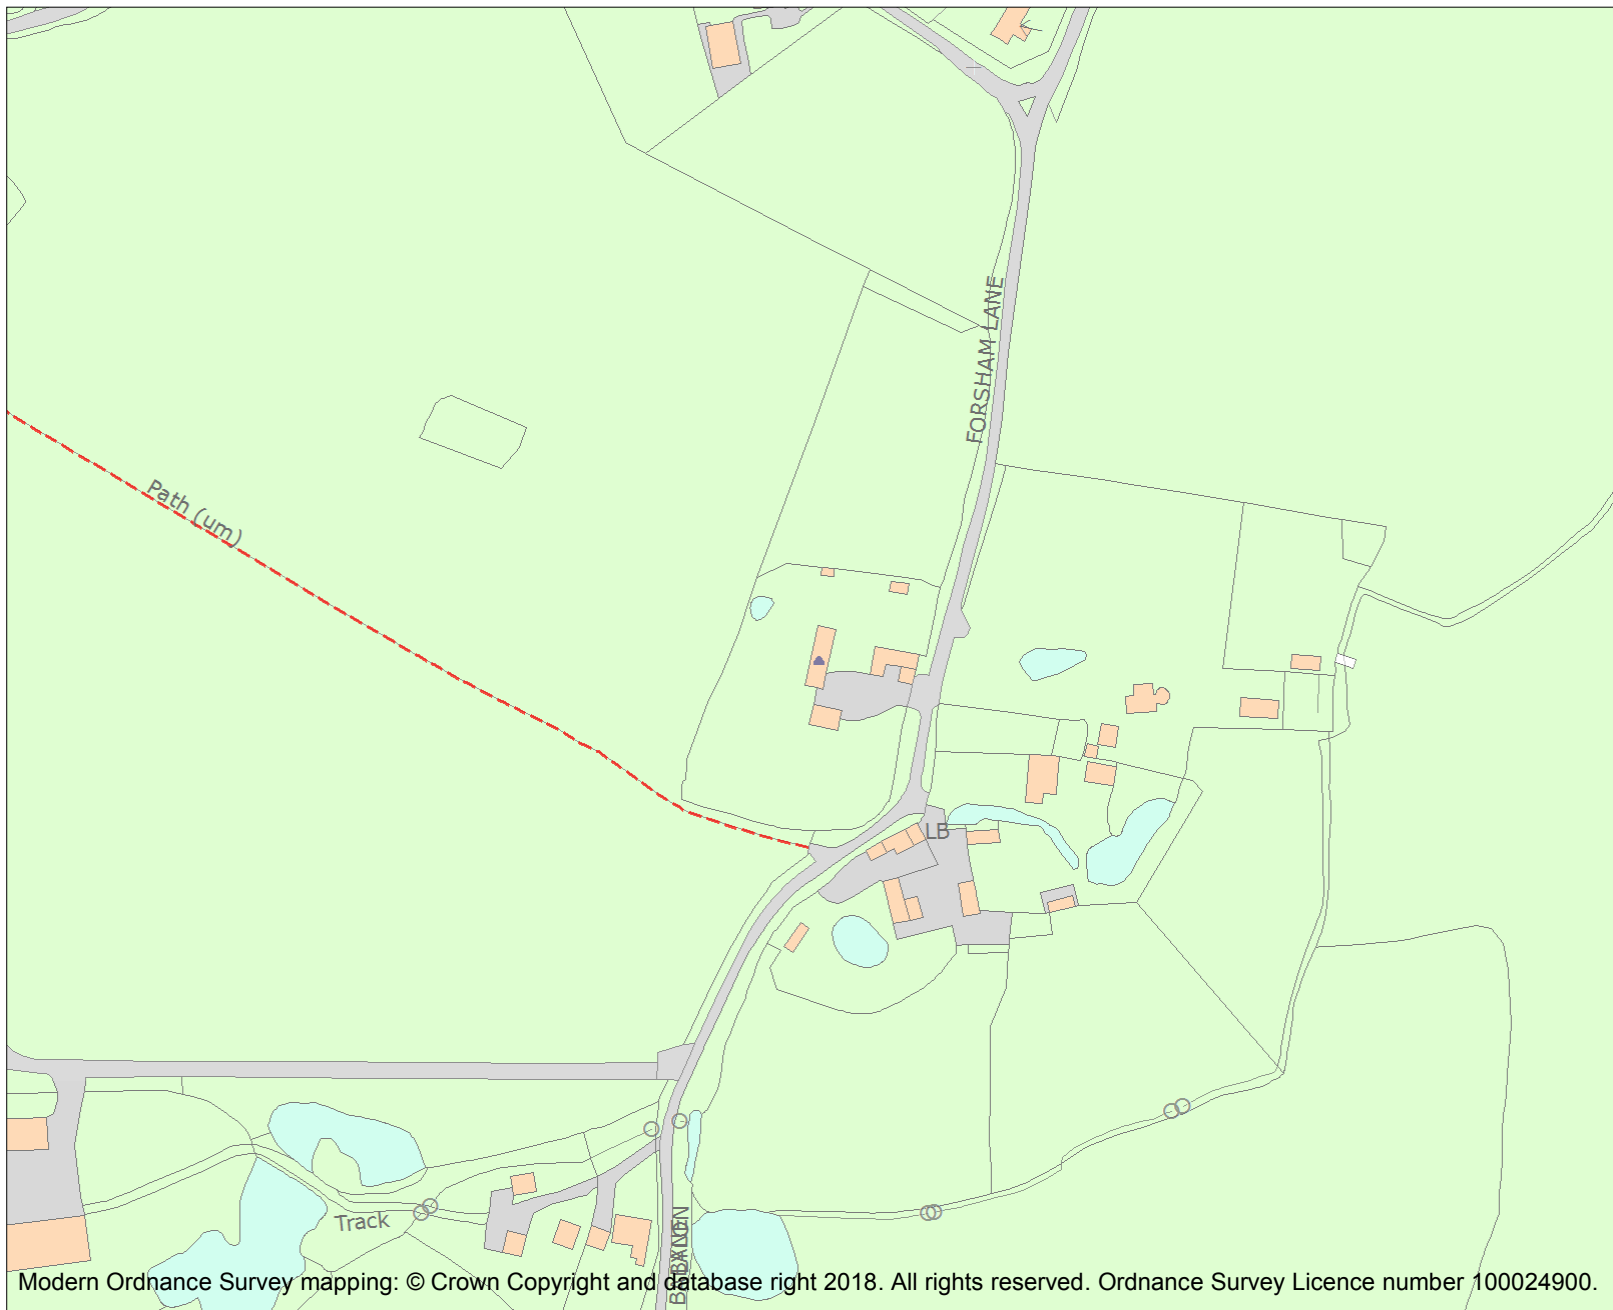 FORSHAM LANE
Path (um)
LB
Track
Modern Ordnance Survey mapping: © Crown Copyright and database right 2018. All rights reserved. Ordnance Survey Licence number 100024900.